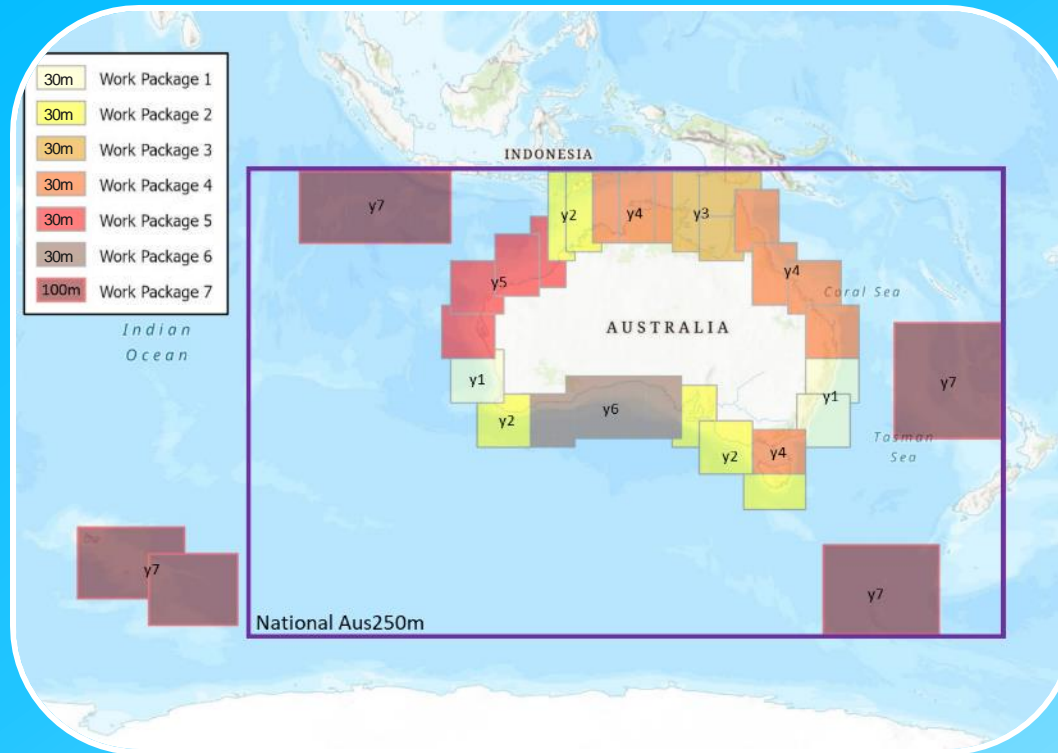 30m Work Package 1
30m Work Package 2
30m Work Package 3
30m Work Package 4
30m Work Package 5
30m Work Package 6
100m Work Package 7
INDONESIA
y7
y2
y4
y3
y4
y5
Coral Sea
Indian
Ocean
AUSTRALIA
y1
y7
y1
y6
y2
Tasman
Sea
y2
y4
y7
y7
National Aus250m